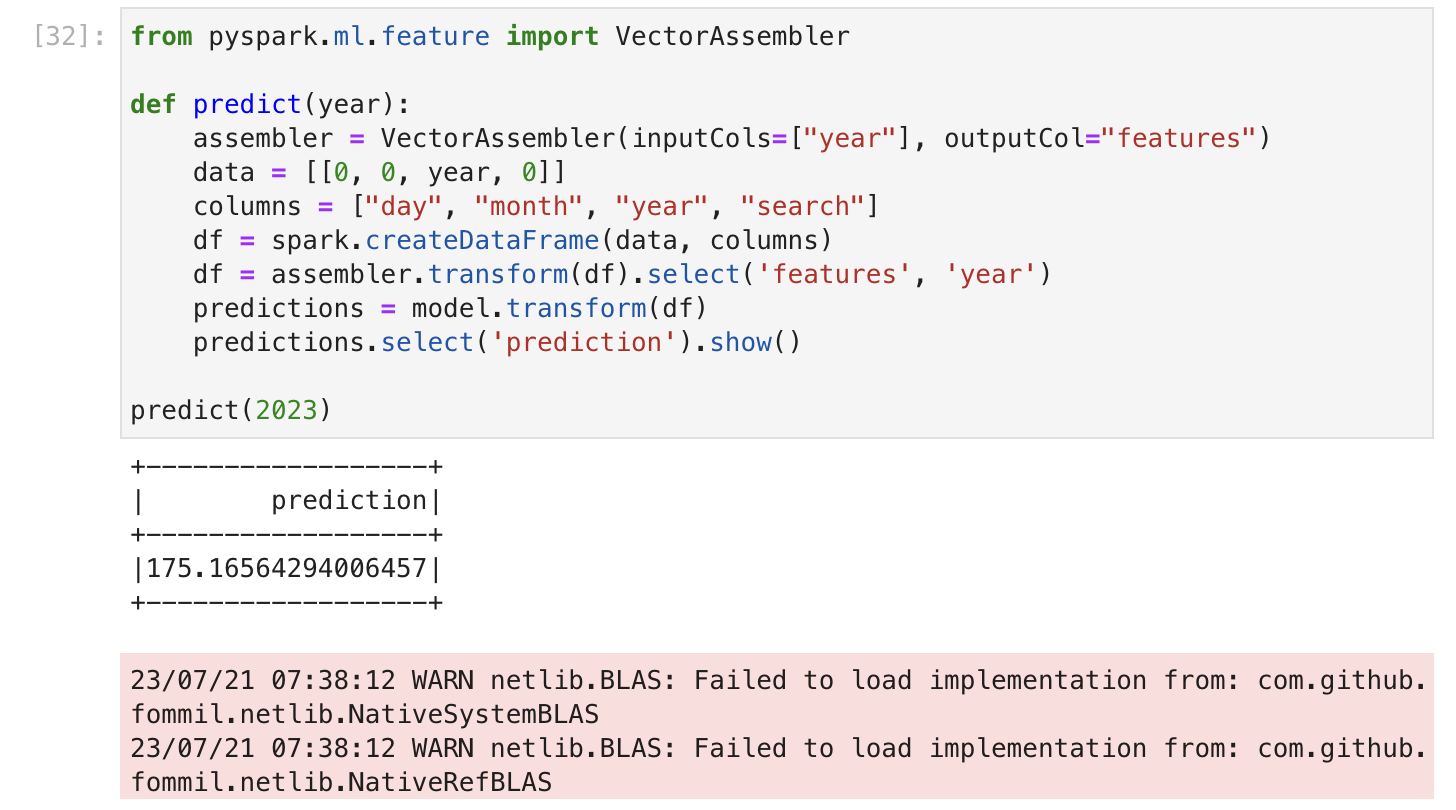 [32]: from pyspark.ml.feature import VectorAssembler
def predict(year):
    assembler = VectorAssembler(inputCols=["year"], outputCol="features")
    data = [[0, 0, year, 0]]
    columns = ["day", "month", "year", "search"]
    df = spark.createDataFrame(data, columns)
    df = assembler.transform(df).select('features', 'year')
    predictions = model.transform(df)
    predictions.select('prediction').show()
predict(2023)
+------------------+
|        prediction|
+------------------+
|175.16564294006457|
+------------------+
23/07/21 07:38:12 WARN netlib.BLAS: Failed to load implementation from: com.github.
fommil.netlib.NativeSystemBLAS
23/07/21 07:38:12 WARN netlib.BLAS: Failed to load implementation from: com.github.
fommil.netlib.NativeRefBLAS